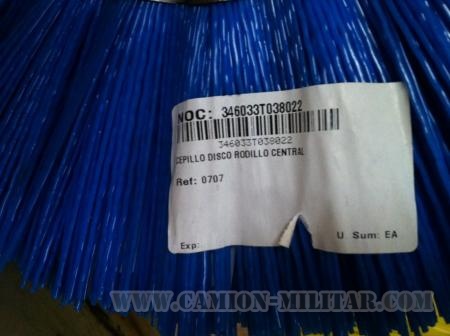 NOC: 346033T038022
346033T038022
CEPILLO DISCO RODILLO CENTRAL
Ref: 0707
Exp:
U Sum: EA
WWW.CAMION-MILITAR.COM